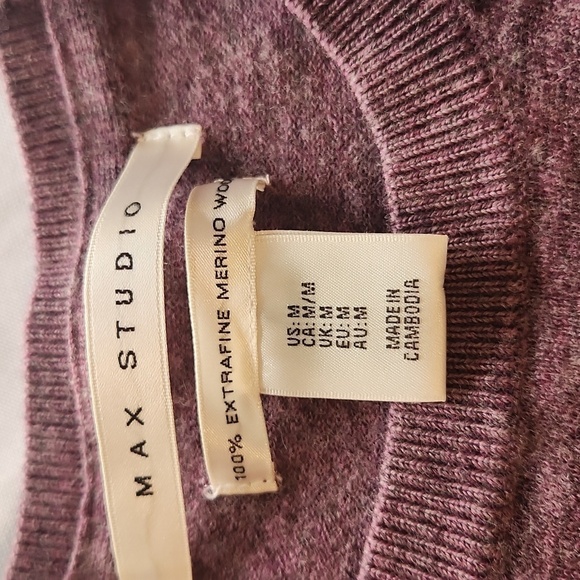 MAX STUDIO
100% EXTRAFINE MERINO WOO
US: M
CA: M/M
UK: M
EU: M
AU: M
MADE IN
CAMBODIA